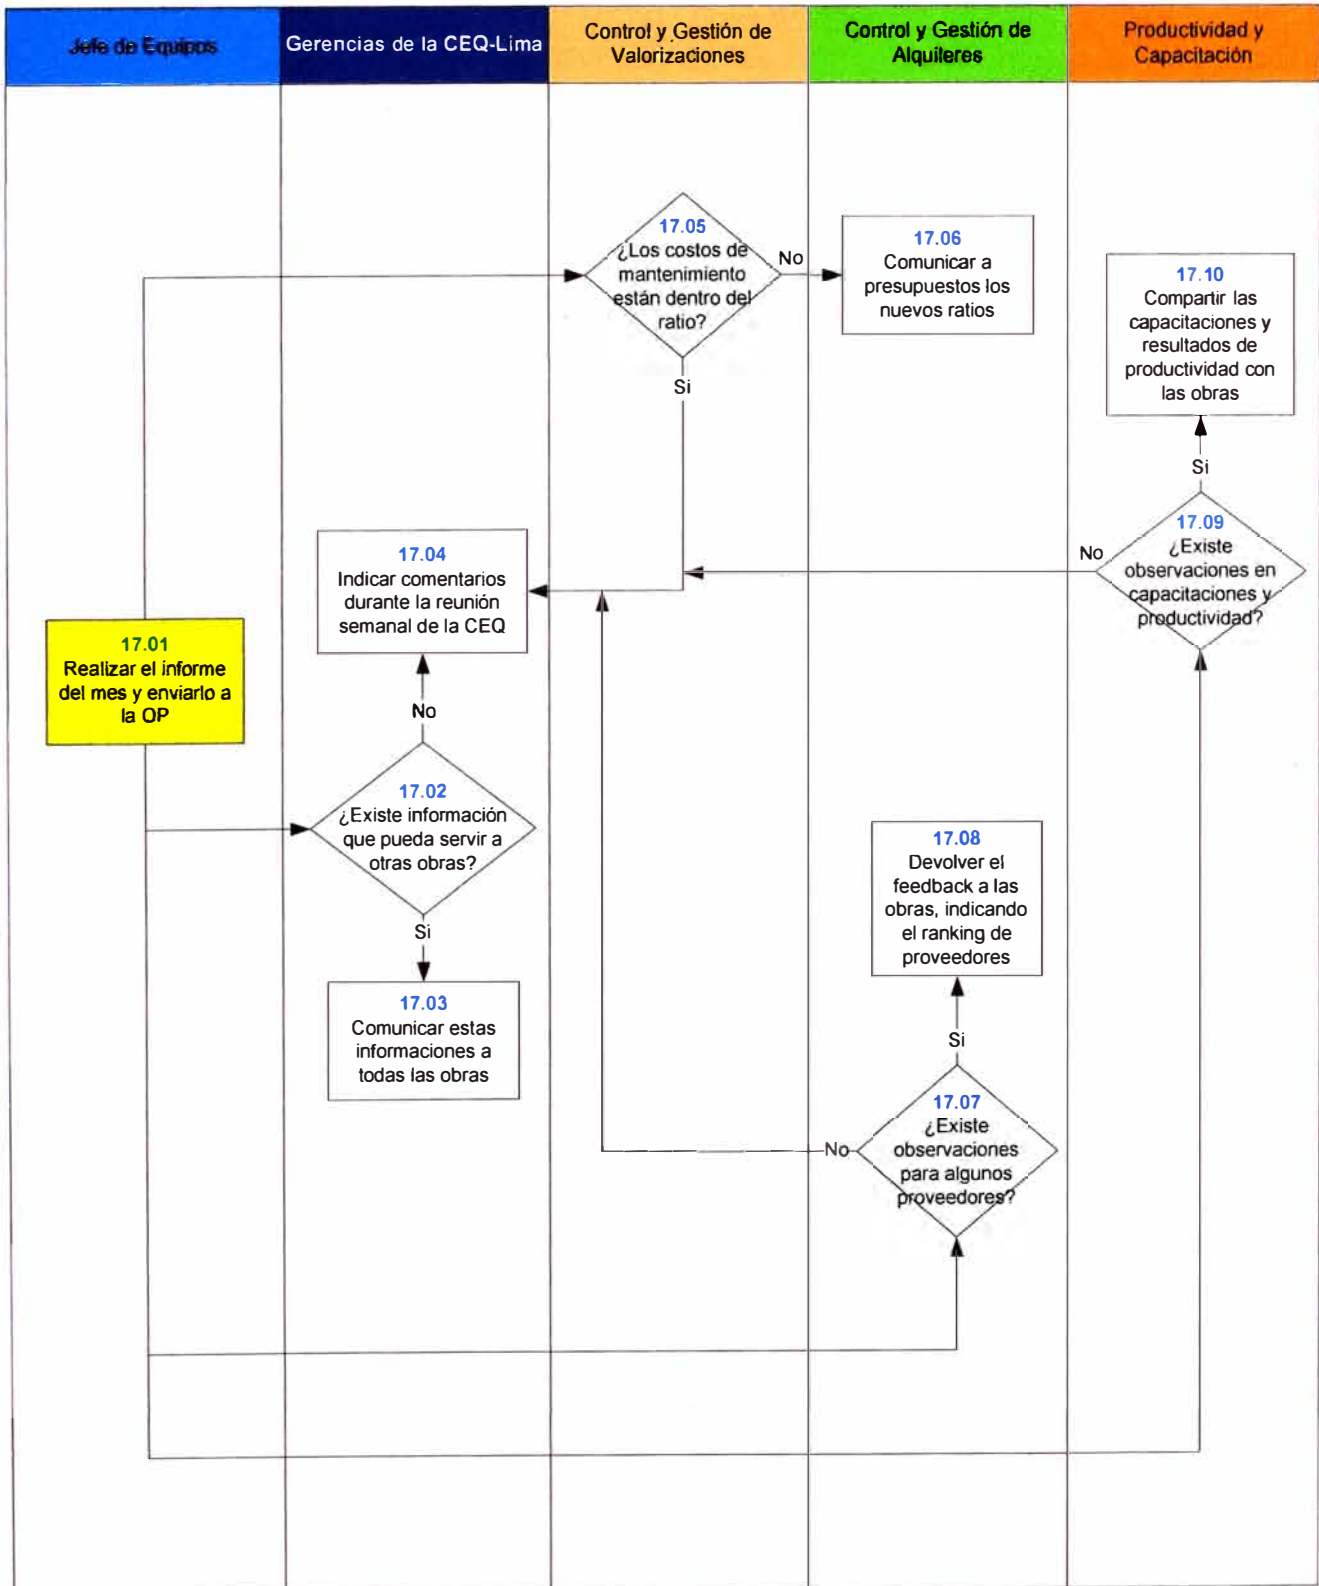 Jefe de Equipos
Gerencias de la CEQ-Lima
Control y Gestión de
Valorizaciones
Control y Gestión de
Alquileres
Productividad y
Capacitación
17.05
¿Los costos de
mantenimiento
están dentro del
ratio?
No
Si
17.06
Comunicar a
presupuestos los
nuevos ratios
17.10
Compartir las
capacitaciones y
resultados de
productividad con
las obras
Si
17.09
¿Existe
observaciones en
capacitaciones y
productividad?
No
17.04
Indicar comentarios
durante la reunión
semanal de la CEQ
17.01
Realizar el informe
del mes y enviarlo a
la OP
No
17.02
¿Existe información
que pueda servir a
otras obras?
Si
17.03
Comunicar estas
informaciones a
todas las obras
17.08
Devolver el
feedback a las
obras, indicando
el ranking de
proveedores
Si
17.07
¿Existe
observaciones
para algunos
proveedores?
No